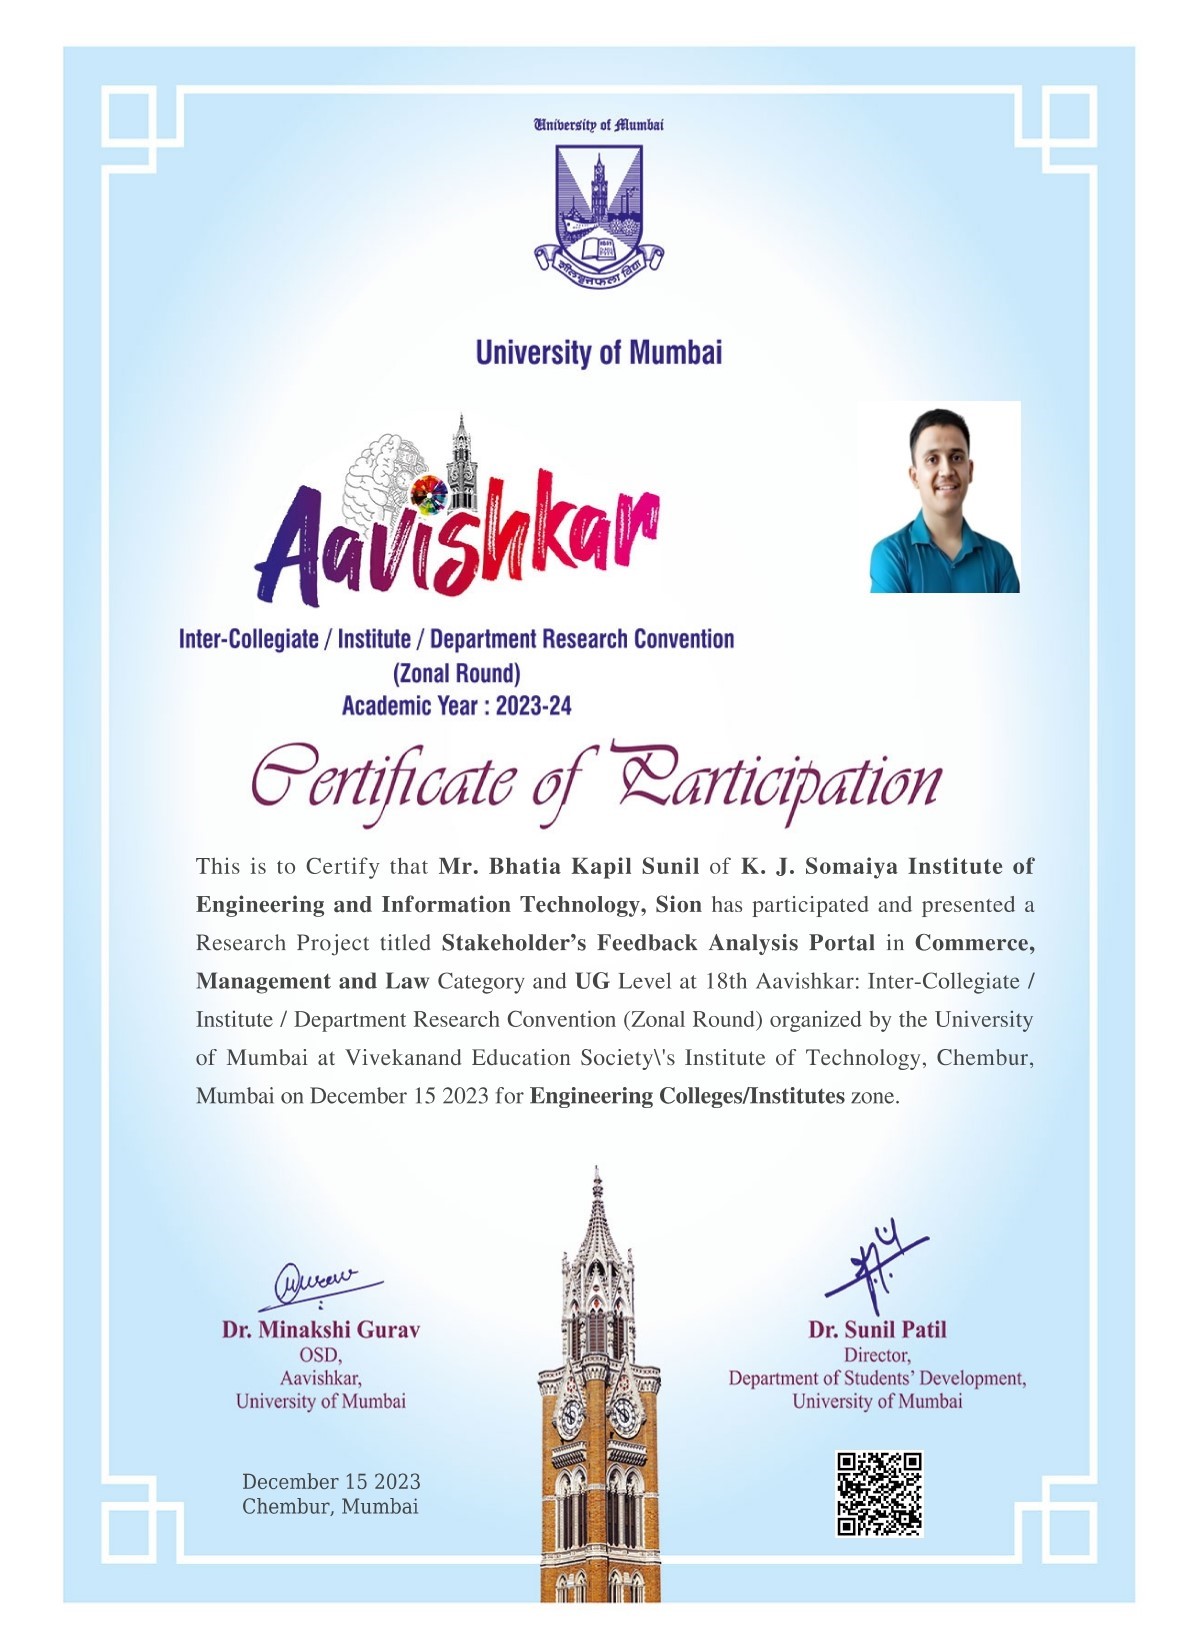 University of Mumbai
शीलवृत्तफला विद्या
University of Mumbai
Aavishkar
Inter-Collegiate / Institute / Department Research Convention
(Zonal Round)
Academic Year : 2023-24
Certificate of Participation
This is to Certify that Mr. Bhatia Kapil Sunil of K. J. Somaiya Institute of
Engineering and Information Technology, Sion has participated and presented a
Research Project titled Stakeholder’s Feedback Analysis Portal in Commerce,
Management and Law Category and UG Level at 18th Aavishkar: Inter-Collegiate /
Institute / Department Research Convention (Zonal Round) organized by the University
of Mumbai at Vivekanand Education Society\'s Institute of Technology, Chembur,
Mumbai on December 15 2023 for Engineering Colleges/Institutes zone.
Dr. Minakshi Gurav
OSD,
Aavishkar,
University of Mumbai
Dr. Sunil Patil
Director,
Department of Students’ Development,
University of Mumbai
December 15 2023
Chembur, Mumbai